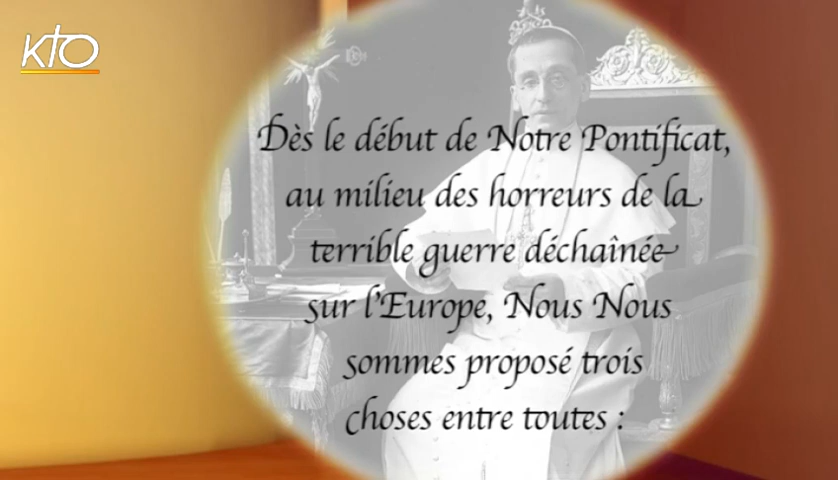 KTO
Dès le début de Notre Pontificat,
au milieu des horreurs de la
terrible guerre déchaînée
sur l'Europe, Nous Nous
sommes proposé trois
choses entre toutes :